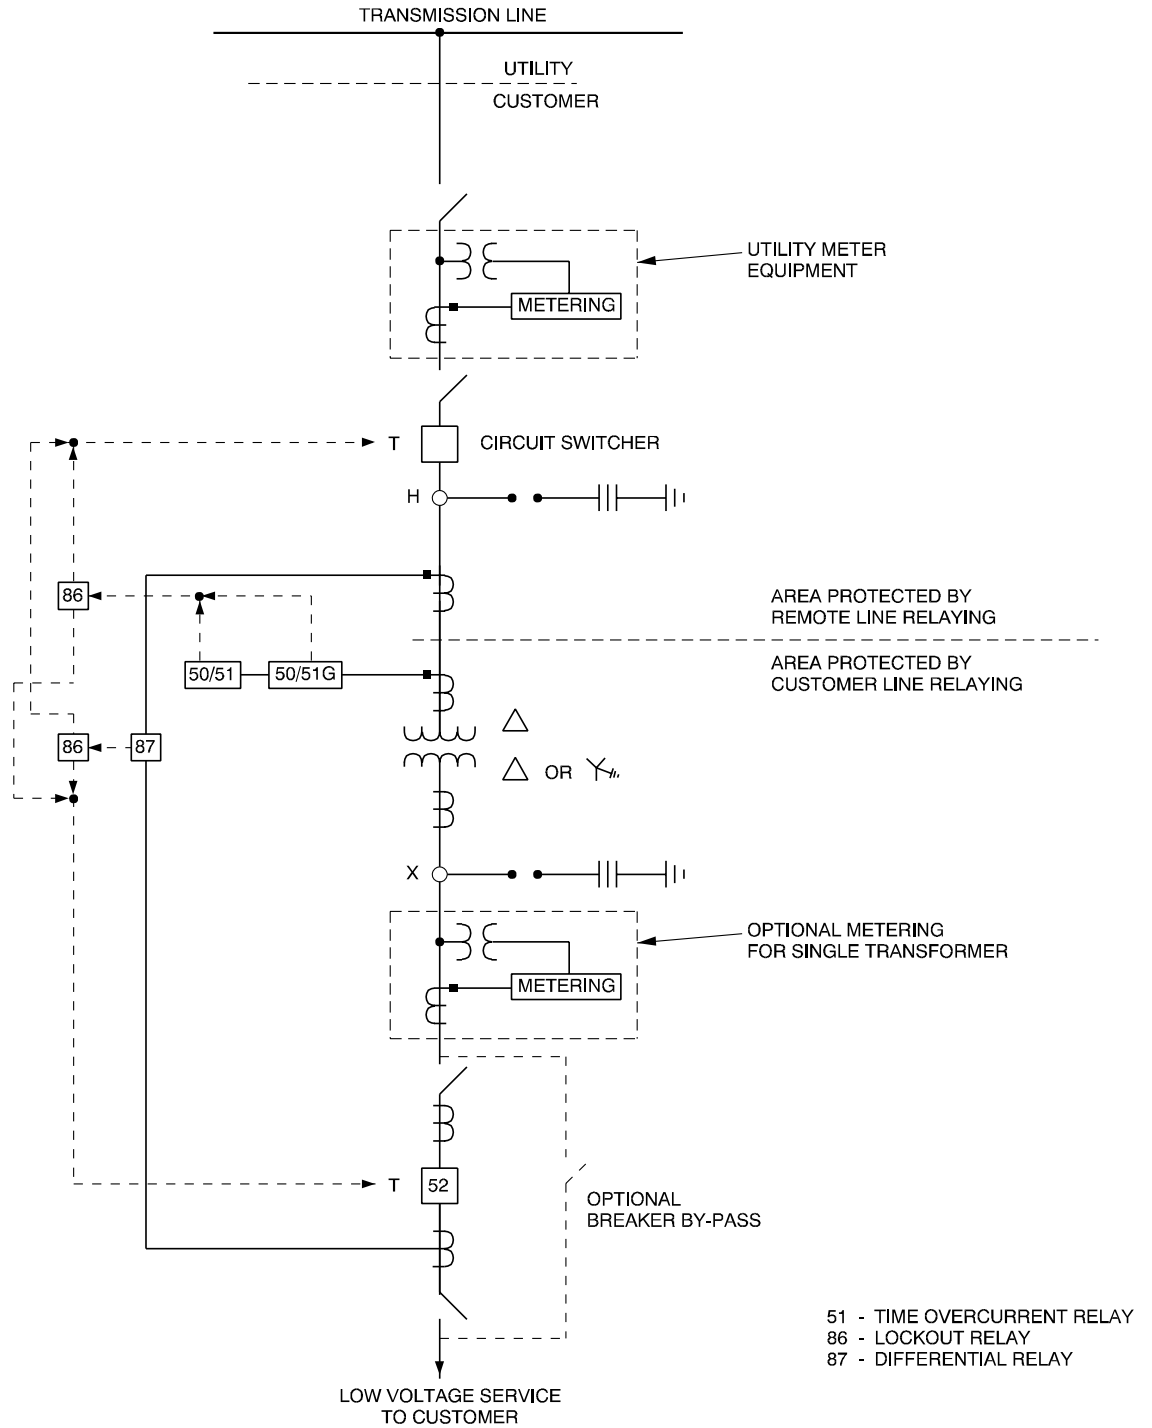 TRANSMISSION LINE
UTILITY
CUSTOMER
UTILITY METER
EQUIPMENT
METERING
T
CIRCUIT SWITCHER
H
86
AREA PROTECTED BY
REMOTE LINE RELAYING
50/51
50/51G
AREA PROTECTED BY
CUSTOMER LINE RELAYING
86
87
OR
X
OPTIONAL METERING
FOR SINGLE TRANSFORMER
METERING
T
52
OPTIONAL
BREAKER BY-PASS
51 - TIME OVERCURRENT RELAY
86 - LOCKOUT RELAY
87 - DIFFERENTIAL RELAY
LOW VOLTAGE SERVICE
TO CUSTOMER